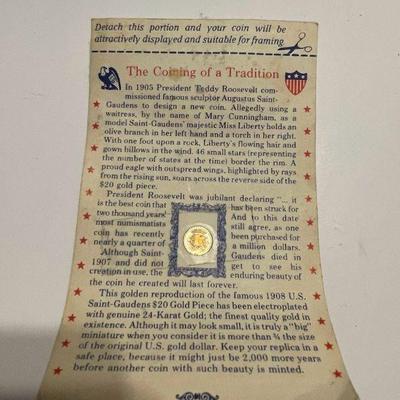 Detach this portion and your coin will be
attractively displayed and suitable for framing
The Coining of a Tradition
In 1905 President Teddy Roosevelt com-
missioned famous sculptor Augustus Saint-
Gaudens to design a new coin. Allegedly using a
waitress, by the name of Mary Cunningham, as a
model Saint-Gaudens' majestic Miss Liberty holds an
olive branch in her left hand and a torch in her right.
With one foot upon a rock, Liberty's flowing hair and
gown billows in the wind. 46 small stars (representing
the number of states at the time) border the rim. A
proud eagle with outspread wings, highlighted by rays
from the rising sun, soars across the reverse side of the
$20 gold piece.
President Roosevelt was jubilant declaring "... it
is the best coin that has been struck for
two thousand years! And to this date
most numismatists still agree, as one
coin has recently been purchased for
nearly a quarter of a million dollars.
Although Saint- Gaudens died in
1907 and did not get to see his
creation in use, the enduring beauty of
the coin he created will last forever.
This golden reproduction of the famous 1908 U.S.
Saint-Gaudens $20 Gold Piece has been electroplated
with genuine 24-Carat Gold; the finest quality gold in
existence. Although it may look small, it is truly a "big"
miniature when you consider it is more than ¾ the size
of the original U.S. gold dollar. Keep your replica in a
safe place, because it might just be 2,000 more years
before another coin with such beauty is minted.